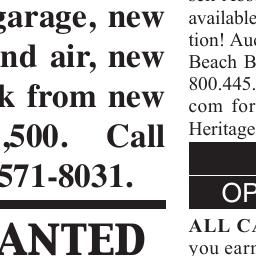 garage, new
nd air, new
k from new
,500. Call
571-8031.
ANTED
available
tion! Au
Beach B
800.445.
com for
Heritage
OP
ALL CA
you earn